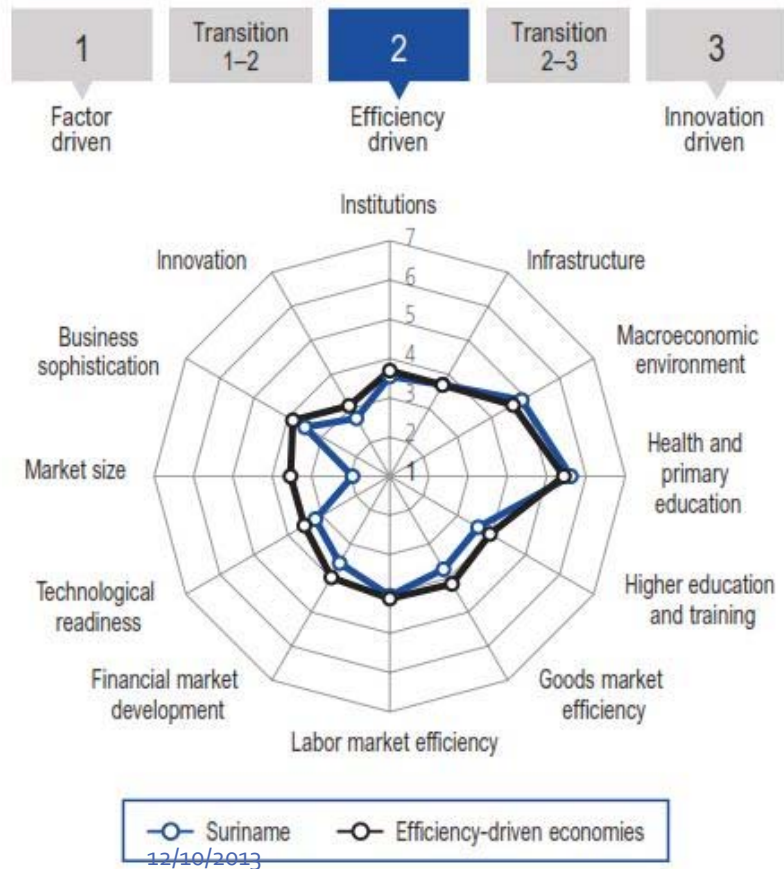 1
Transition
1–2
2
Transition
2–3
3
Factor
driven
Efficiency
driven
Innovation
driven
Institutions
7
Innovation
Infrastructure
6
5
Business
sophistication
Macroeconomic
environment
4
3
2
Market size
1
Health and
primary
education
Technological
readiness
Higher education
and training
Financial market
development
Goods market
efficiency
Labor market efficiency
Suriname
Efficiency-driven economies
12/10/2013